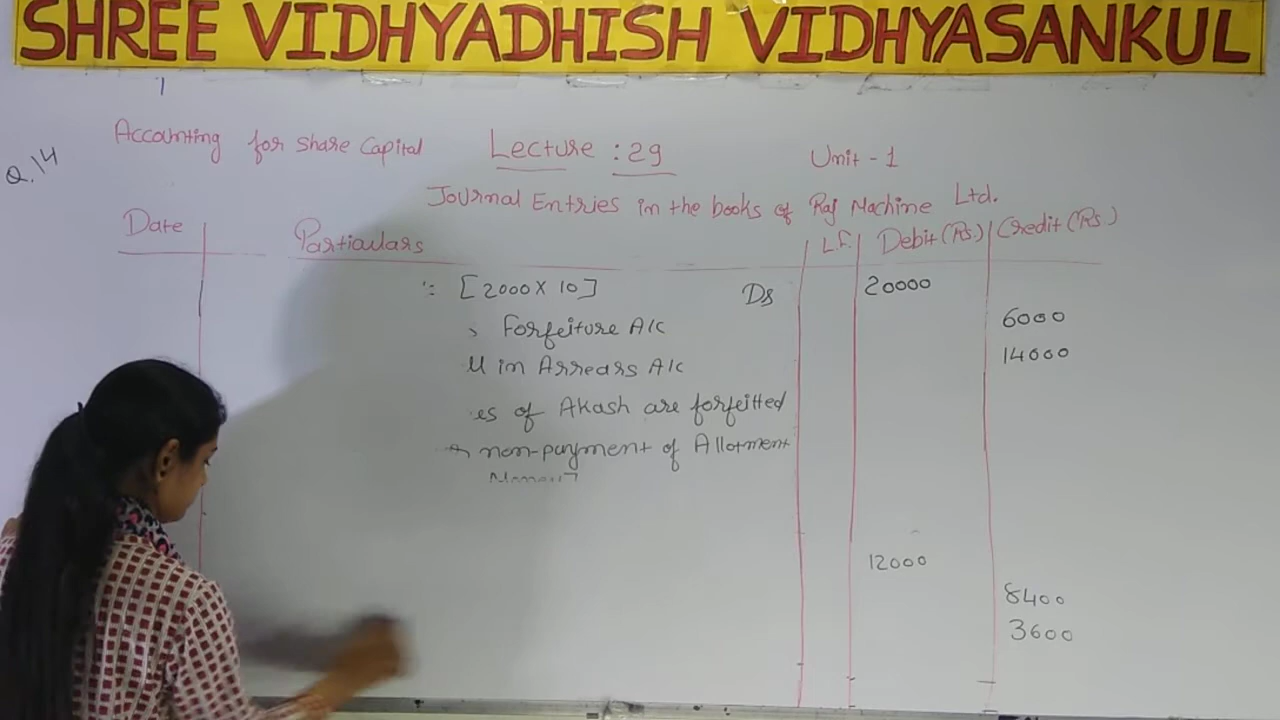 SHREE VIDHYADHISH VIDHYASANKUL
Accounting for Share Capital Lecture : 29 Unit - 1
Q.14
Journal Entries in the books of Raj Machine Ltd.
Date Particulars L.F. Debit (Rs.) Credit (Rs.)
[2000 X 10] Dr 20000
Forfeiture A/c 6000
in Arrears A/c 14000
es of Akash are forfeitted
non-payment of Allotment
12000
8400
3600